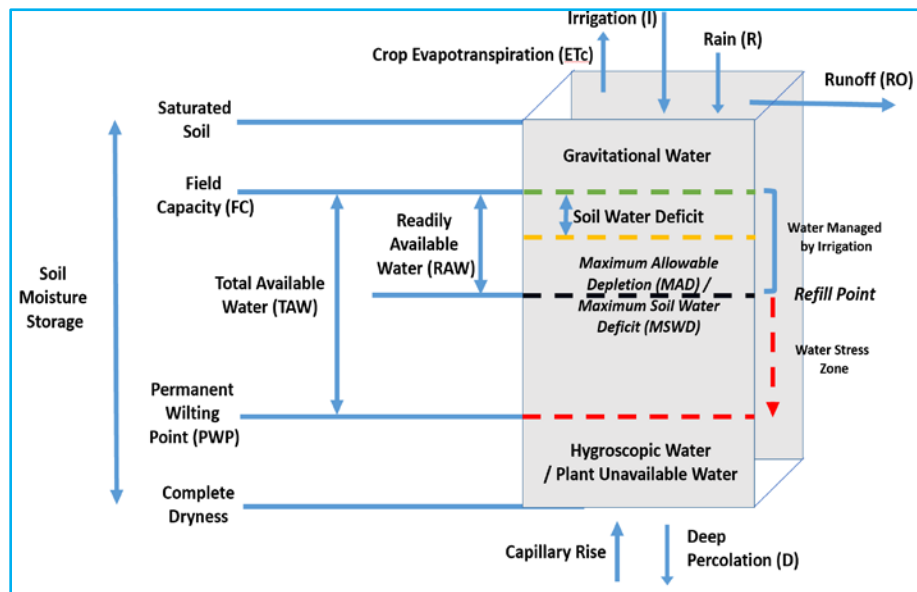 Irrigation (I)
Crop Evapotranspiration (ETc)
Rain (R)
Runoff (RO)
Saturated
Soil
Gravitational Water
Field
Capacity (FC)
Readily
Available
Water (RAW)
Soil Water Deficit
Water Managed
by Irrigation
Total Available
Water (TAW)
Maximum Allowable
Depletion (MAD) /
Maximum Soil Water
Deficit (MSWD)
Refill Point
Soil
Moisture
Storage
Water Stress
Zone
Permanent
Wilting
Point (PWP)
Hygroscopic Water
/ Plant Unavailable Water
Complete
Dryness
Capillary Rise
Deep
Percolation (D)